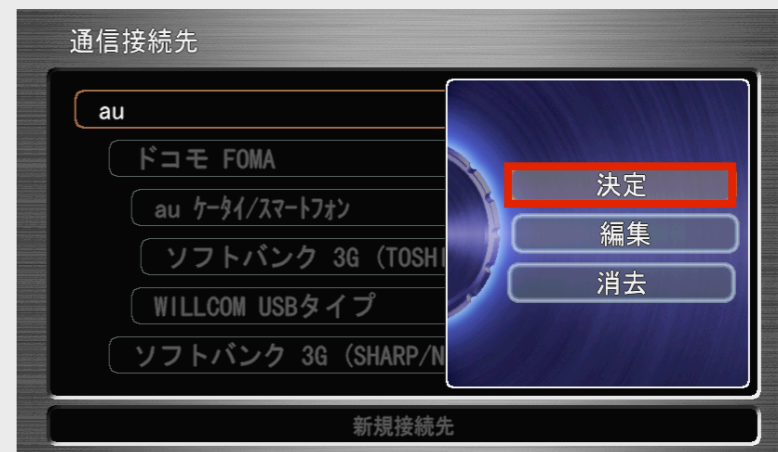 通信接続先
au
ドコモ FOMA
au ケータイ/スマートフォン
ソフトバンク 3G (TOSHI
WILLCOM USBタイプ
ソフトバンク 3G (SHARP/N
決定
編集
消去
新規接続先